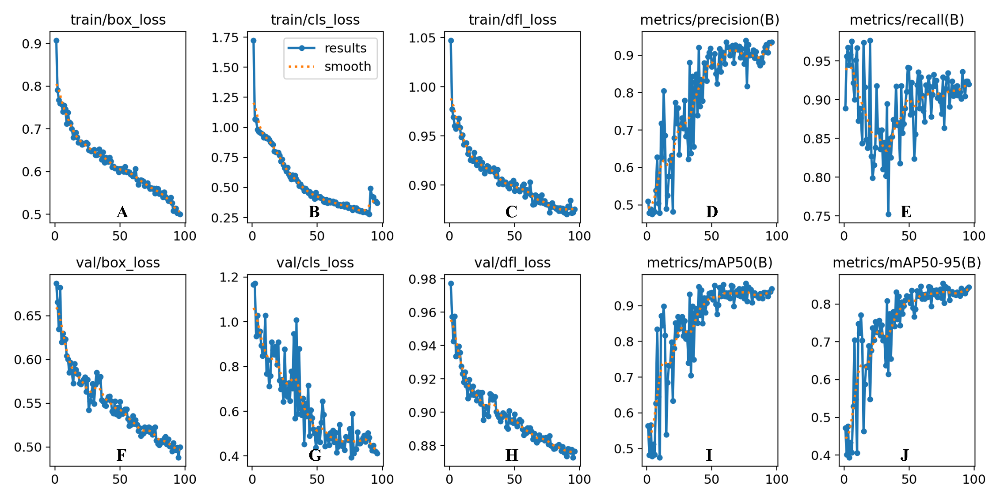 train/box_loss
0.9
0.8
0.7
0.6
0.5
0 50 100
A
train/cls_loss
1.75
1.50
1.25
1.00
0.75
0.50
0.25
0 50 100
results
smooth
B
train/dfl_loss
1.05
1.00
0.95
0.90
0 50 100
C
metrics/precision(B)
0.9
0.8
0.7
0.6
0.5
0 50 100
D
metrics/recall(B)
0.95
0.90
0.85
0.80
0.75
0 50 100
E
val/box_loss
0.65
0.60
0.55
0.50
0 50 100
F
val/cls_loss
1.2
1.0
0.8
0.6
0.4
0 50 100
G
val/dfl_loss
0.98
0.96
0.94
0.92
0.90
0.88
0 50 100
H
metrics/mAP50(B)
0.9
0.8
0.7
0.6
0.5
0 50 100
I
metrics/mAP50-95(B)
0.8
0.7
0.6
0.5
0.4
0 50 100
J